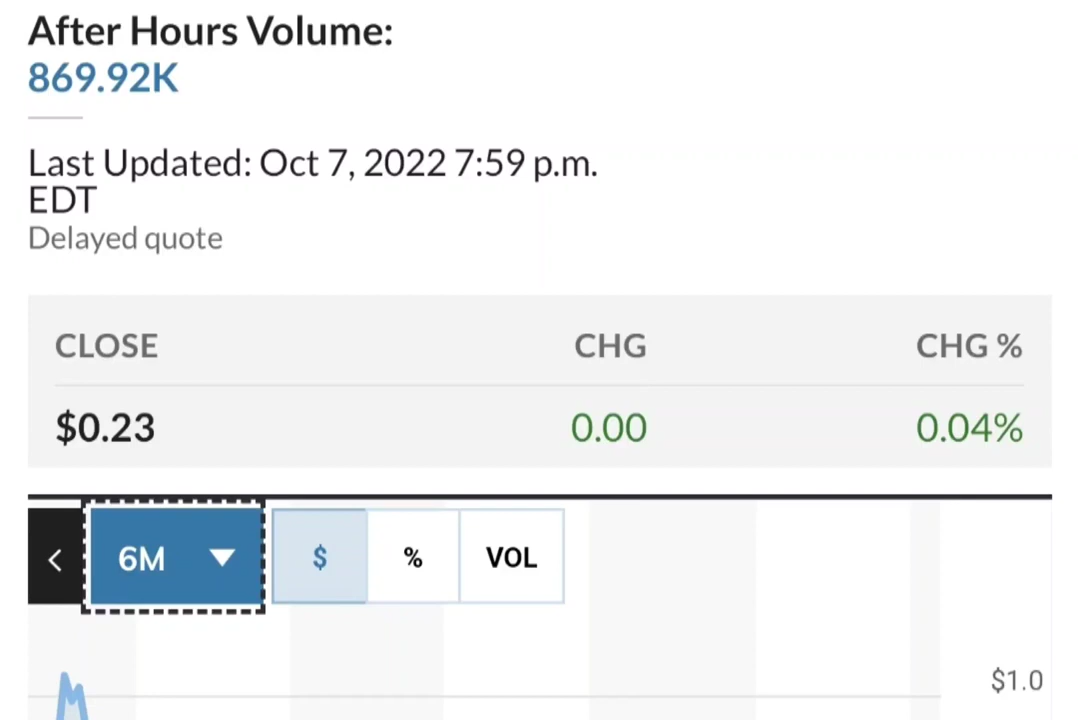 After Hours Volume:
869.92K
Last Updated: Oct 7, 2022 7:59 p.m.
EDT
Delayed quote
CLOSE CHG CHG %
$0.23 0.00 0.04%
6M $ % VOL
$1.0